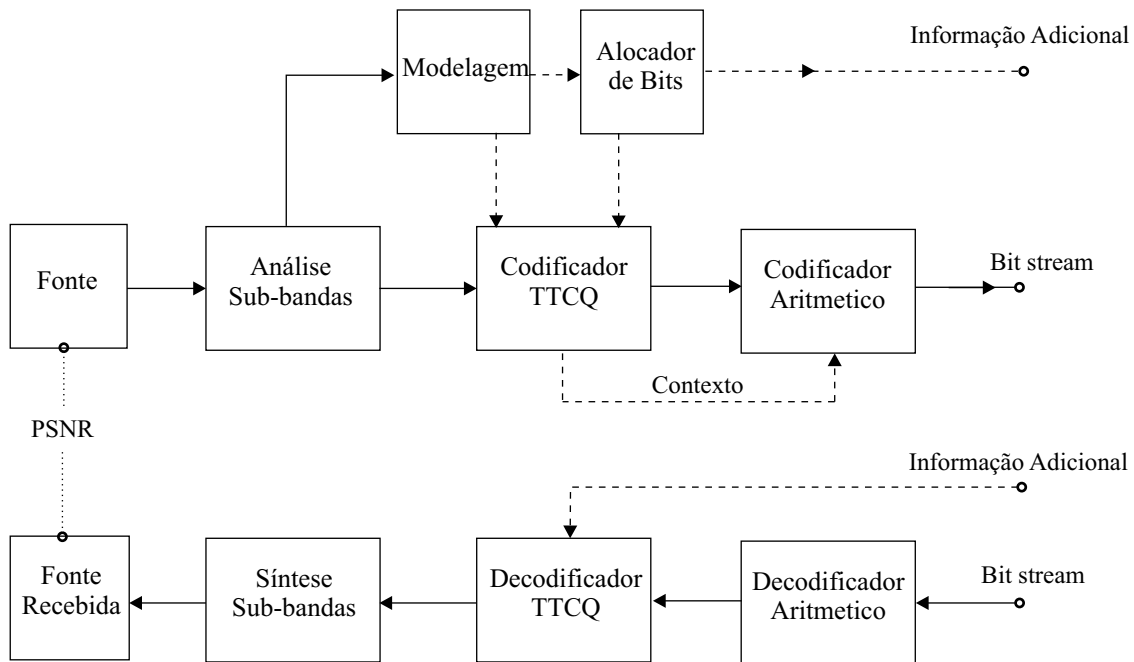 Informação Adicional
Modelagem
Alocador
de Bits
Fonte
Análise
Sub-bandas
Codificador
TTCQ
Codificador
Aritmetico
Bit stream
Contexto
PSNR
Informação Adicional
Fonte
Recebida
Síntese
Sub-bandas
Decodificador
TTCQ
Decodificador
Aritmetico
Bit stream